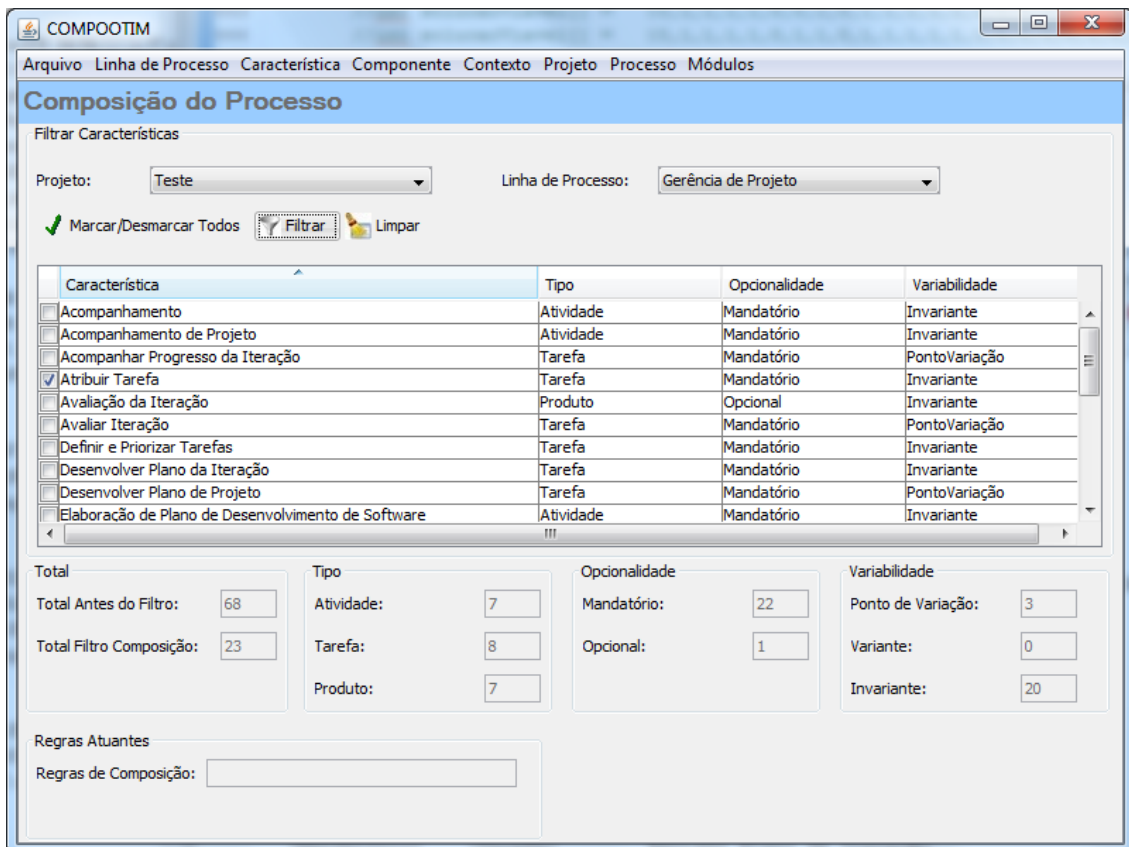 COMPOOTIM
Arquivo Linha de Processo Característica Componente Contexto Projeto Processo Módulos
Composição do Processo
Filtrar Características
Projeto: Teste Linha de Processo: Gerência de Projeto
Marcar/Desmarcar Todos Filtrar Limpar
Característica Tipo Opcionalidade Variabilidade
Acompanhamento Atividade Mandatório Invariante
Acompanhamento de Projeto Atividade Mandatório Invariante
Acompanhar Progresso da Iteração Tarefa Mandatório PontoVariação
Atribuir Tarefa Tarefa Mandatório Invariante
Avaliação da Iteração Produto Opcional Invariante
Avaliar Iteração Tarefa Mandatório PontoVariação
Definir e Priorizar Tarefas Tarefa Mandatório Invariante
Desenvolver Plano da Iteração Tarefa Mandatório Invariante
Desenvolver Plano de Projeto Tarefa Mandatório PontoVariação
Elaboração de Plano de Desenvolvimento de Software Atividade Mandatório Invariante
Total Tipo Opcionalidade Variabilidade
Total Antes do Filtro: 68 Atividade: 7 Mandatório: 22 Ponto de Variação: 3
Total Filtro Composição: 23 Tarefa: 8 Opcional: 1 Variante: 0
Produto: 7 Invariante: 20
Regras Atuantes
Regras de Composição: